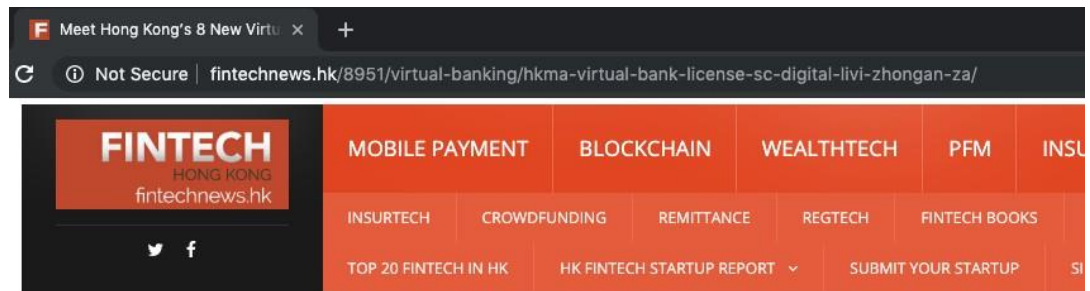 F Meet Hong Kong's 8 New Virtu
Not Secure fintechnews.hk/8951/virtual-banking/hkma-virtual-bank-license-sc-digital-livi-zhongan-za/
FINTECH
HONG KONG
fintechnews.hk
MOBILE PAYMENT BLOCKCHAIN WEALTHTECH PFM INSU
INSURTECH CROWDFUNDING REMITTANCE REGTECH FINTECH BOOKS
TOP 20 FINTECH IN HK HK FINTECH STARTUP REPORT SUBMIT YOUR STARTUP SI